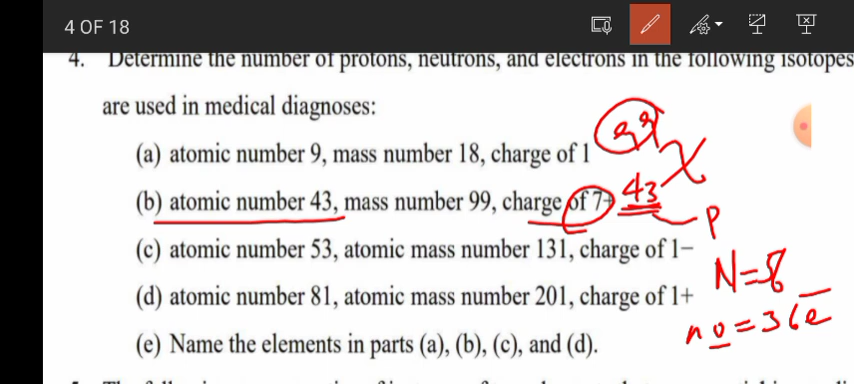 4 OF 18
4. Determine the number of protons, neutrons, and electrons in the following isotopes
are used in medical diagnoses:
(a) atomic number 9, mass number 18, charge of 1
99
X
(b) atomic number 43, mass number 99, charge of 7+ 43
P
(c) atomic number 53, atomic mass number 131, charge of 1−
N=
(d) atomic number 81, atomic mass number 201, charge of 1+
no=36e
(e) Name the elements in parts (a), (b), (c), and (d).